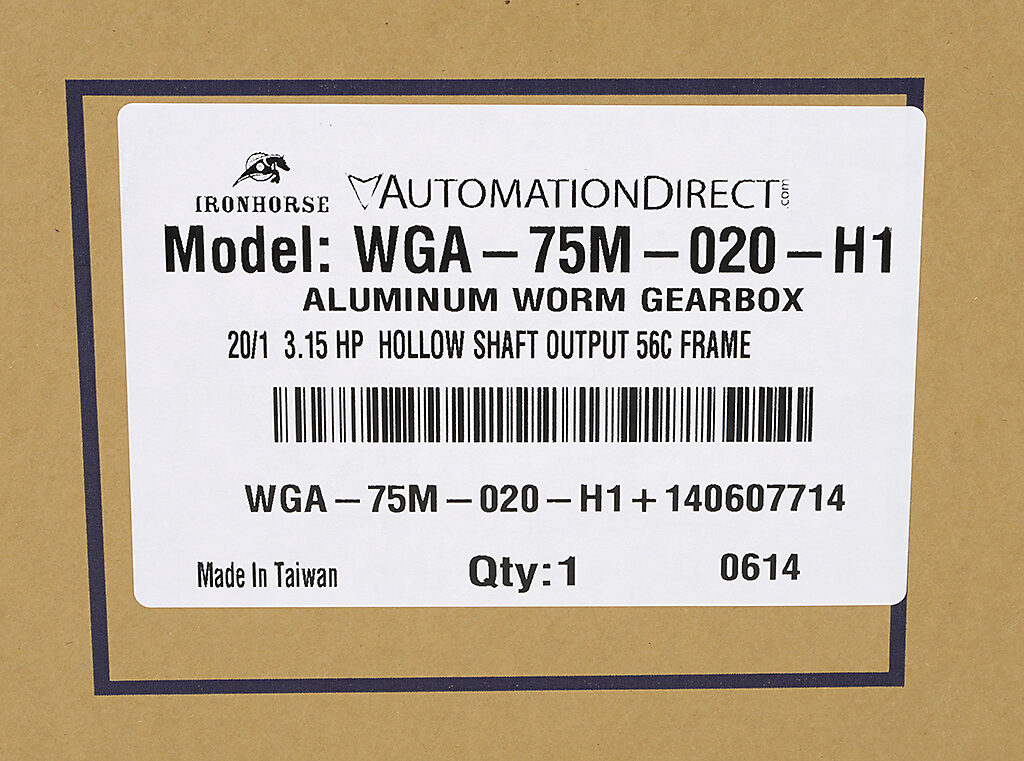 IRONHORSE AUTOMATIONDIRECT.com
Model: WGA-75M-020-H1
ALUMINUM WORM GEARBOX
20/1 3.15 HP HOLLOW SHAFT OUTPUT 56C FRAME
WGA-75M-020-H1+140607714
Made In Taiwan Qty:1 0614